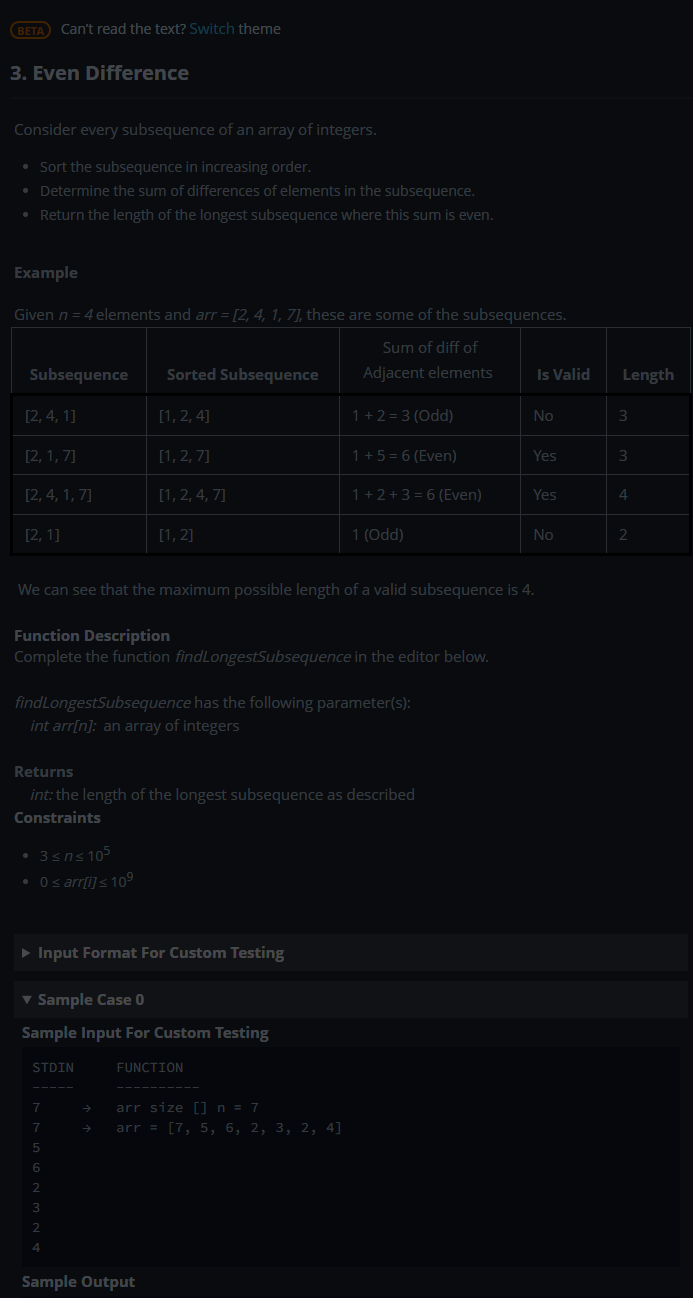 BETA Can't read the text? Switch theme
3. Even Difference
Consider every subsequence of an array of integers.
• Sort the subsequence in increasing order.
• Determine the sum of differences of elements in the subsequence.
• Return the length of the longest subsequence where this sum is even.
Example
Given n = 4 elements and arr = [2, 4, 1, 7], these are some of the subsequences.
Subsequence Sorted Subsequence Sum of diff of Adjacent elements Is Valid Length
[2, 4, 1] [1, 2, 4] 1 + 2 = 3 (Odd) No 3
[2, 1, 7] [1, 2, 7] 1 + 5 = 6 (Even) Yes 3
[2, 4, 1, 7] [1, 2, 4, 7] 1 + 2 + 3 = 6 (Even) Yes 4
[2, 1] [1, 2] 1 (Odd) No 2
We can see that the maximum possible length of a valid subsequence is 4.
Function Description
Complete the function findLongestSubsequence in the editor below.
findLongestSubsequence has the following parameter(s):
int arr[n]: an array of integers
Returns
int: the length of the longest subsequence as described
Constraints
• 3 ≤ n ≤ 10⁵
• 0 ≤ arr[i] ≤ 10⁹
▶ Input Format For Custom Testing
▼ Sample Case 0
Sample Input For Custom Testing
STDIN FUNCTION
----- ----------
7 → arr size [] n = 7
7 → arr = [7, 5, 6, 2, 3, 2, 4]
5
6
2
3
2
4
Sample Output